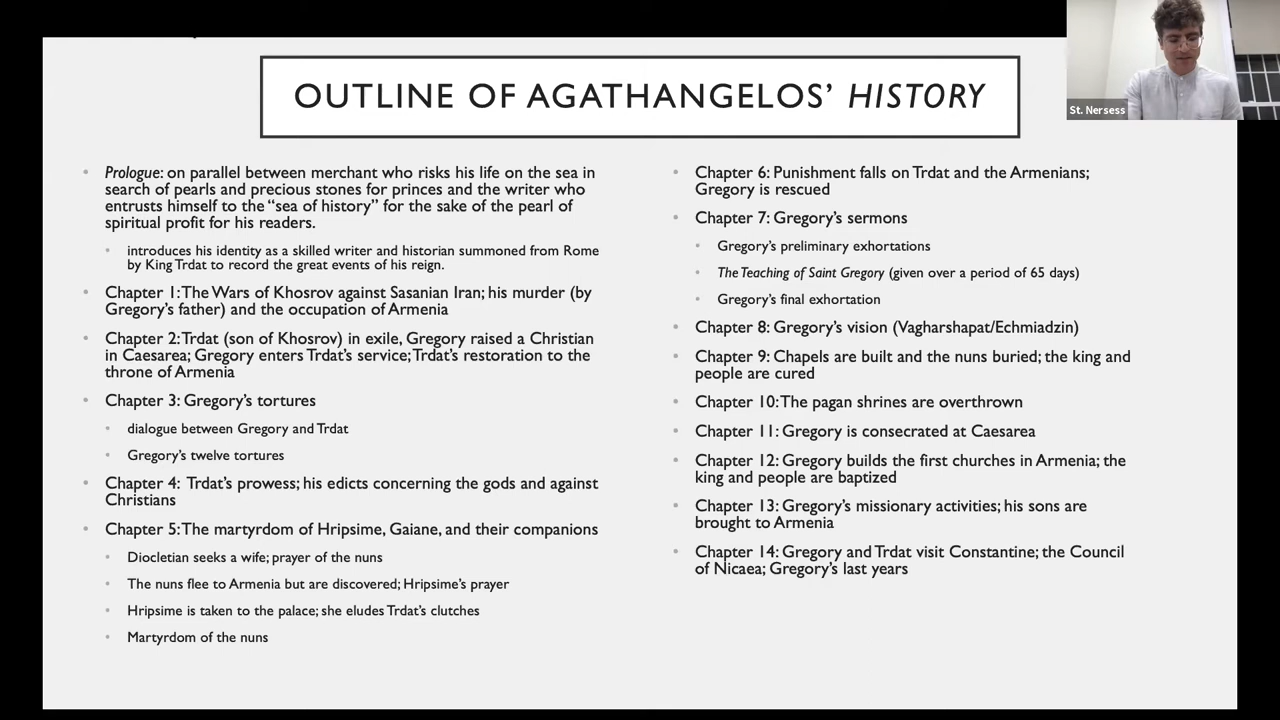 OUTLINE OF AGATHANGELOS’ HISTORY
St. Nersess
Prologue: on parallel between merchant who risks his life on the sea in
search of pearls and precious stones for princes and the writer who
entrusts himself to the “sea of history” for the sake of the pearl of
spiritual profit for his readers.
introduces his identity as a skilled writer and historian summoned from Rome
by King Trdat to record the great events of his reign.
Chapter 1: The Wars of Khosrov against Sasanian Iran; his murder (by
Gregory’s father) and the occupation of Armenia
Chapter 2: Trdat (son of Khosrov) in exile, Gregory raised a Christian
in Caesarea; Gregory enters Trdat’s service; Trdat’s restoration to the
throne of Armenia
Chapter 3: Gregory’s tortures
dialogue between Gregory and Trdat
Gregory’s twelve tortures
Chapter 4: Trdat’s prowess; his edicts concerning the gods and against
Christians
Chapter 5: The martyrdom of Hripsime, Gaiane, and their companions
Diocletian seeks a wife; prayer of the nuns
The nuns flee to Armenia but are discovered; Hripsime’s prayer
Hripsime is taken to the palace; she eludes Trdat’s clutches
Martyrdom of the nuns
Chapter 6: Punishment falls on Trdat and the Armenians;
Gregory is rescued
Chapter 7: Gregory’s sermons
Gregory’s preliminary exhortations
The Teaching of Saint Gregory (given over a period of 65 days)
Gregory’s final exhortation
Chapter 8: Gregory’s vision (Vagharshapat/Echmiadzin)
Chapter 9: Chapels are built and the nuns buried; the king and
people are cured
Chapter 10: The pagan shrines are overthrown
Chapter 11: Gregory is consecrated at Caesarea
Chapter 12: Gregory builds the first churches in Armenia; the
king and people are baptized
Chapter 13: Gregory’s missionary activities; his sons are
brought to Armenia
Chapter 14: Gregory and Trdat visit Constantine; the Council
of Nicaea; Gregory’s last years